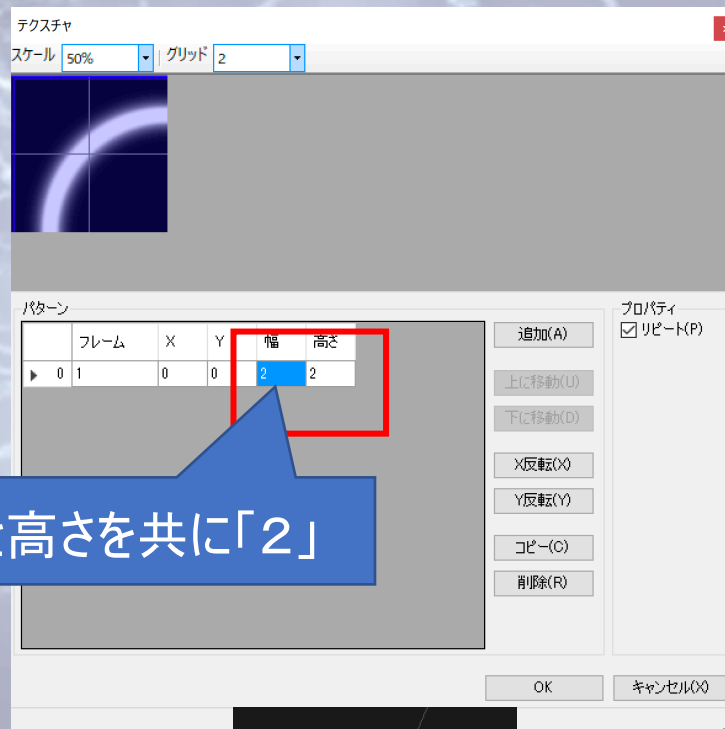 テクスチャ
スケール 50% グリッド 2
パターン
プロパティ
フレーム X Y 幅 高さ
0 1 0 0 2 2
追加(A)
リピート(P)
上に移動(U)
下に移動(D)
X反転(X)
Y反転(Y)
高さを共に「２」
コピー(C)
削除(R)
OK キャンセル(X)